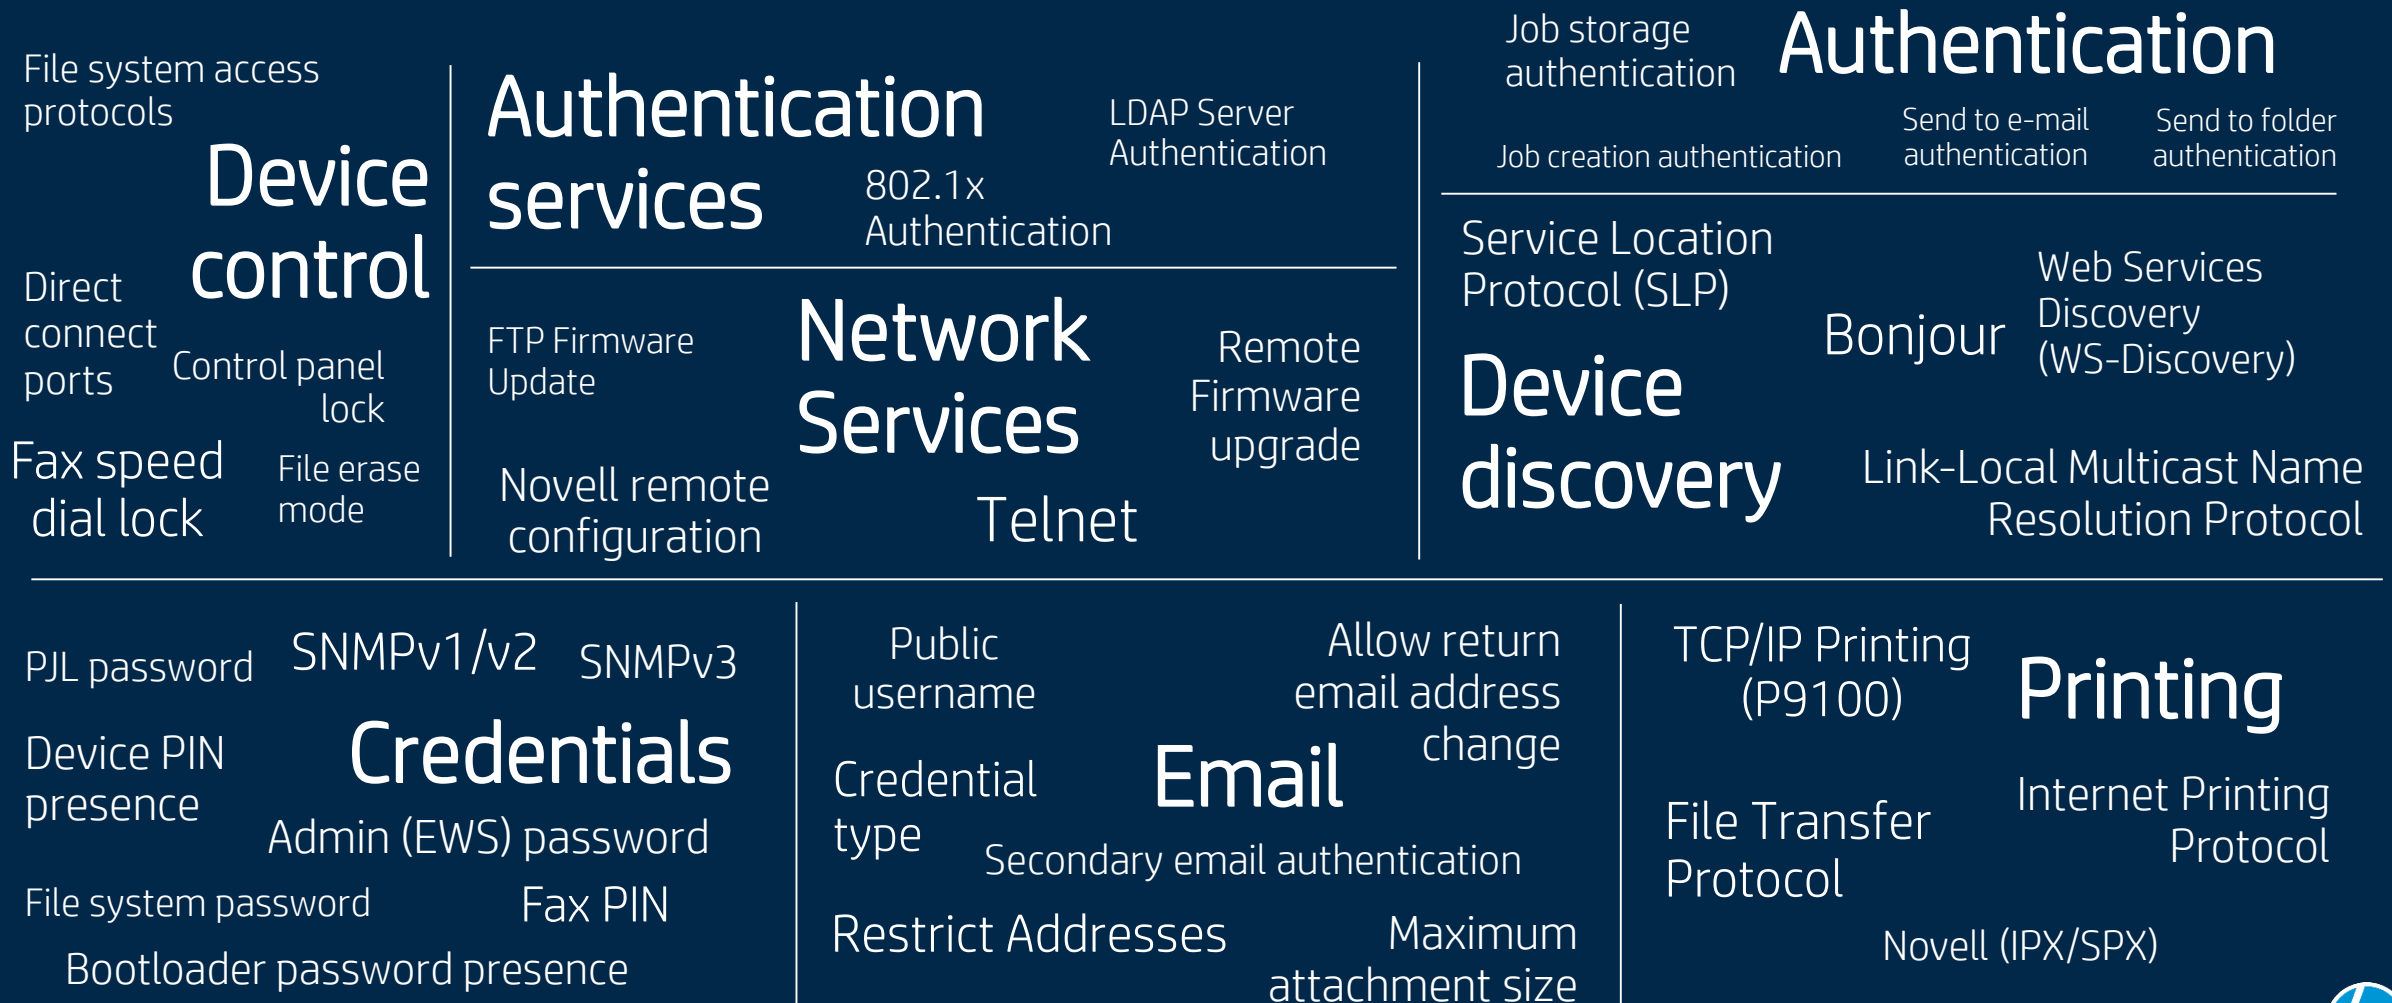 File system access
protocols
Device
control
Direct
connect
ports
Control panel
lock
Fax speed
dial lock
File erase
mode
Authentication
services
802.1x
Authentication
LDAP Server
Authentication
FTP Firmware
Update
Network
Services
Remote
Firmware
upgrade
Novell remote
configuration
Telnet
Job storage
authentication
Authentication
Job creation authentication
Send to e-mail
authentication
Send to folder
authentication
Service Location
Protocol (SLP)
Bonjour
Web Services
Discovery
(WS-Discovery)
Device
discovery
Link-Local Multicast Name
Resolution Protocol
PJL password
SNMPv1/v2
SNMPv3
Credentials
Device PIN
presence
Admin (EWS) password
File system password
Fax PIN
Bootloader password presence
Public
username
Allow return
email address
change
Email
Credential
type
Secondary email authentication
Restrict Addresses
Maximum
attachment size
TCP/IP Printing
(P9100)
Printing
File Transfer
Protocol
Internet Printing
Protocol
Novell (IPX/SPX)